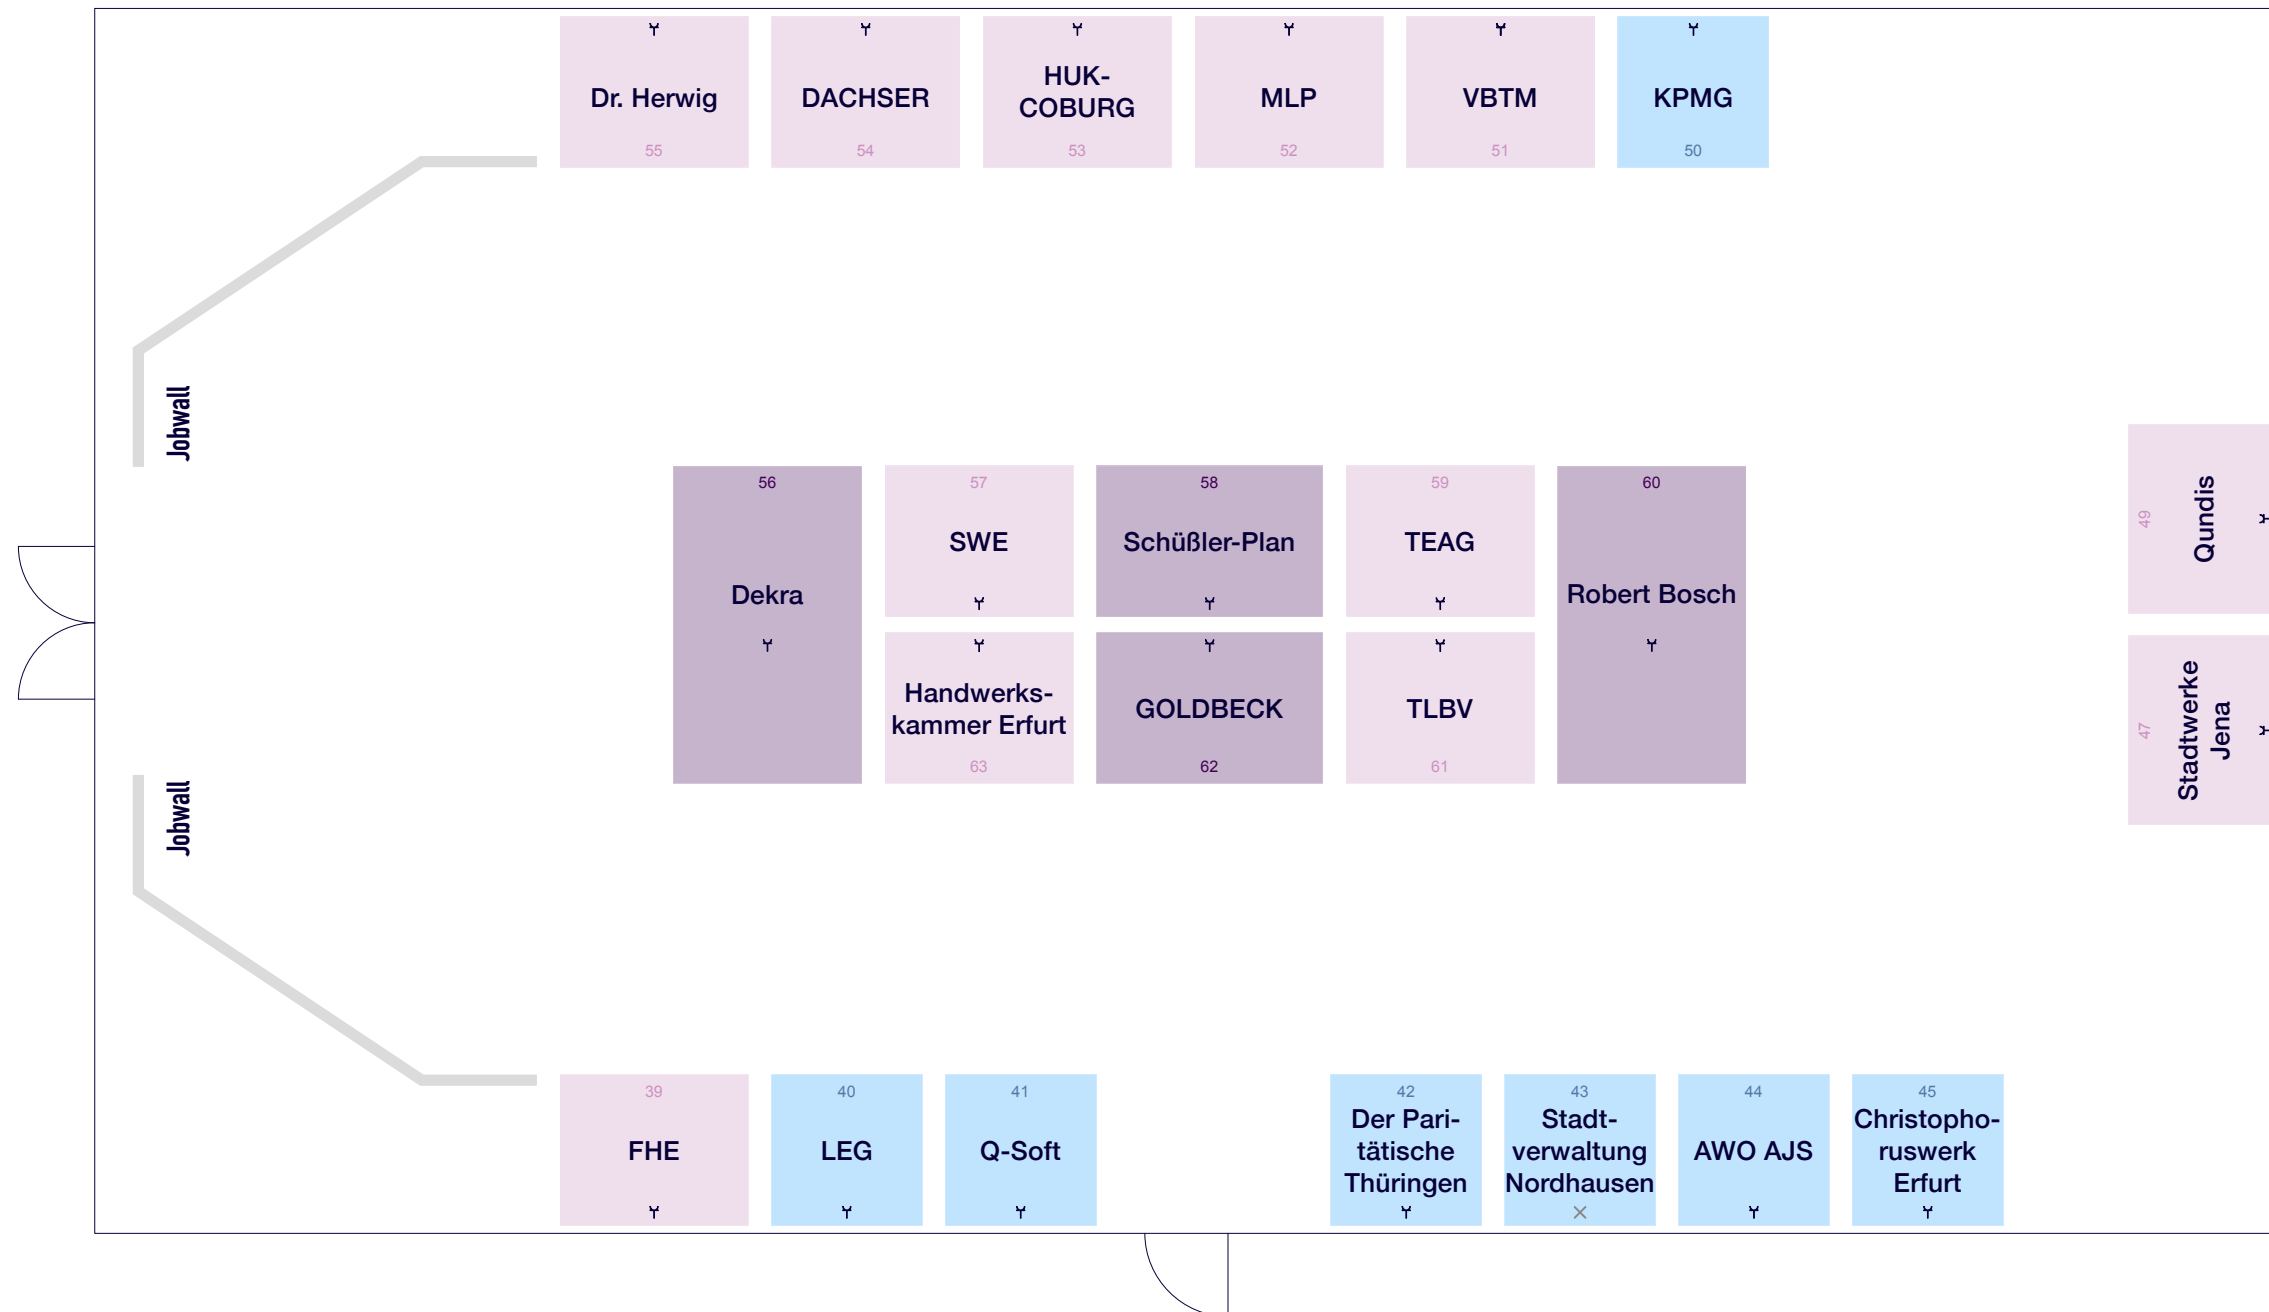 Dr. Herwig
55
DACHSER
54
HUK-
COBURG
53
MLP
52
VBTM
51
KPMG
50
Jobwall
Jobwall
56
Dekra
57
SWE
58
Schüßler-Plan
59
TEAG
60
Robert Bosch
Handwerks-
kammer Erfurt
63
GOLDBECK
62
TLBV
61
49
Qundis
47
Stadtwerke
Jena
39
FHE
40
LEG
41
Q-Soft
42
Der Pari-
tätische
Thüringen
43
Stadt-
verwaltung
Nordhausen
44
AWO AJS
45
Christopho-
ruswerk
Erfurt